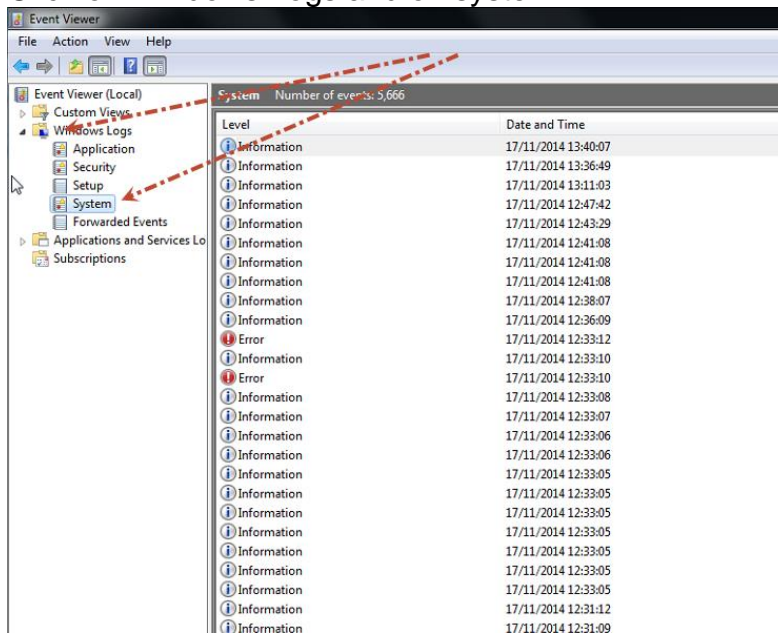 Event Viewer
File Action View Help
Event Viewer (Local)
Custom Views
Windows Logs
Application
Security
Setup
System
Forwarded Events
Applications and Services Lo
Subscriptions
System Number of events: 5,666
Level Date and Time
Information 17/11/2014 13:40:07
Information 17/11/2014 13:36:49
Information 17/11/2014 13:11:03
Information 17/11/2014 12:47:42
Information 17/11/2014 12:43:29
Information 17/11/2014 12:41:08
Information 17/11/2014 12:41:08
Information 17/11/2014 12:41:08
Information 17/11/2014 12:38:07
Information 17/11/2014 12:36:09
Error 17/11/2014 12:33:12
Information 17/11/2014 12:33:10
Error 17/11/2014 12:33:10
Information 17/11/2014 12:33:08
Information 17/11/2014 12:33:07
Information 17/11/2014 12:33:06
Information 17/11/2014 12:33:06
Information 17/11/2014 12:33:05
Information 17/11/2014 12:33:05
Information 17/11/2014 12:33:05
Information 17/11/2014 12:33:05
Information 17/11/2014 12:33:05
Information 17/11/2014 12:33:05
Information 17/11/2014 12:33:05
Information 17/11/2014 12:31:12
Information 17/11/2014 12:31:09